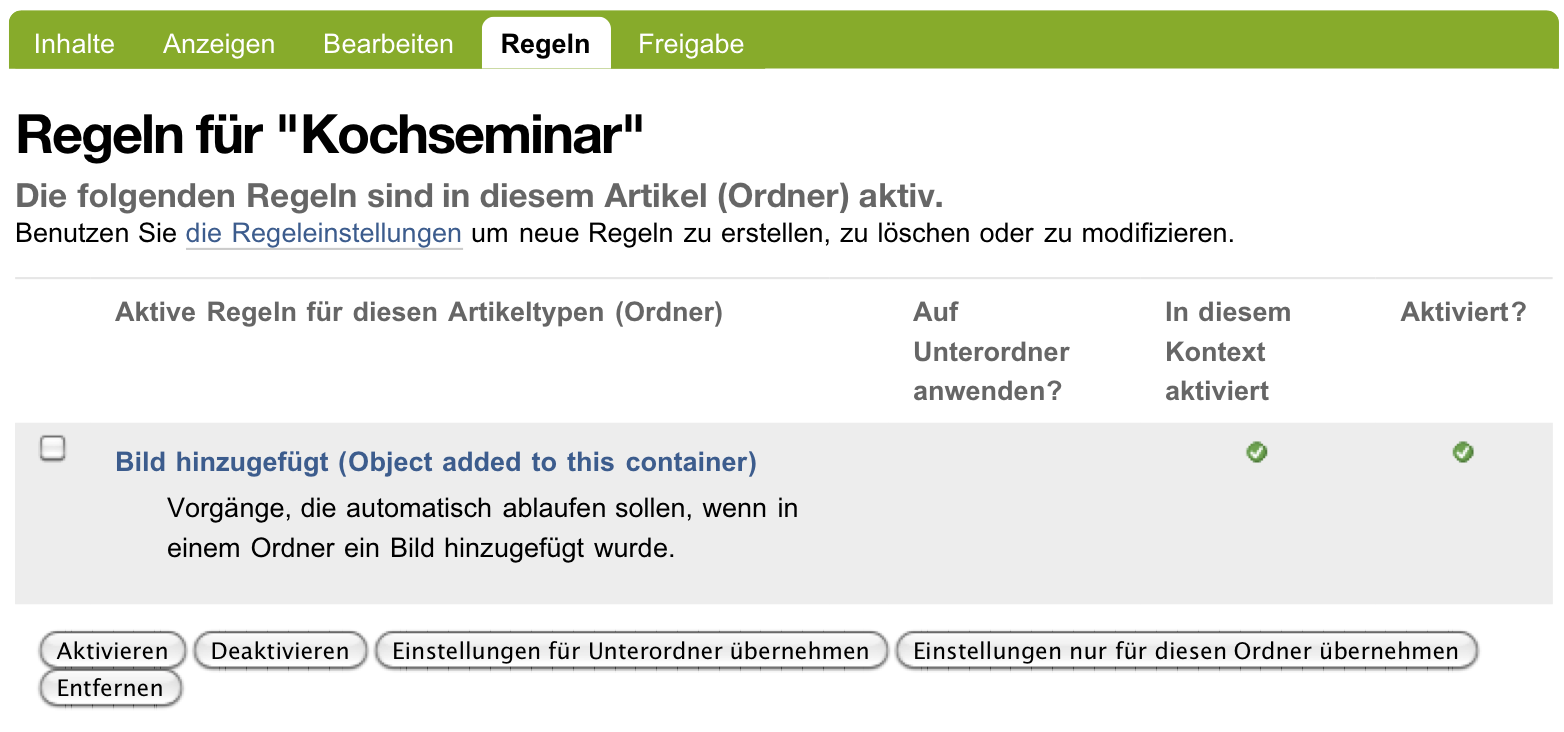 Inhalte Anzeigen Bearbeiten Regeln Freigabe
Regeln für "Kochseminar"
Die folgenden Regeln sind in diesem Artikel (Ordner) aktiv.
Benutzen Sie die Regeleinstellungen um neue Regeln zu erstellen, zu löschen oder zu modifizieren.
Aktive Regeln für diesen Artikeltypen (Ordner)
Auf
Unterordner
anwenden?
In diesem
Kontext
aktiviert
Aktiviert?
Bild hinzugefügt (Object added to this container)
Vorgänge, die automatisch ablaufen sollen, wenn in
einem Ordner ein Bild hinzugefügt wurde.
Aktivieren Deaktivieren Einstellungen für Unterordner übernehmen Einstellungen nur für diesen Ordner übernehmen
Entfernen